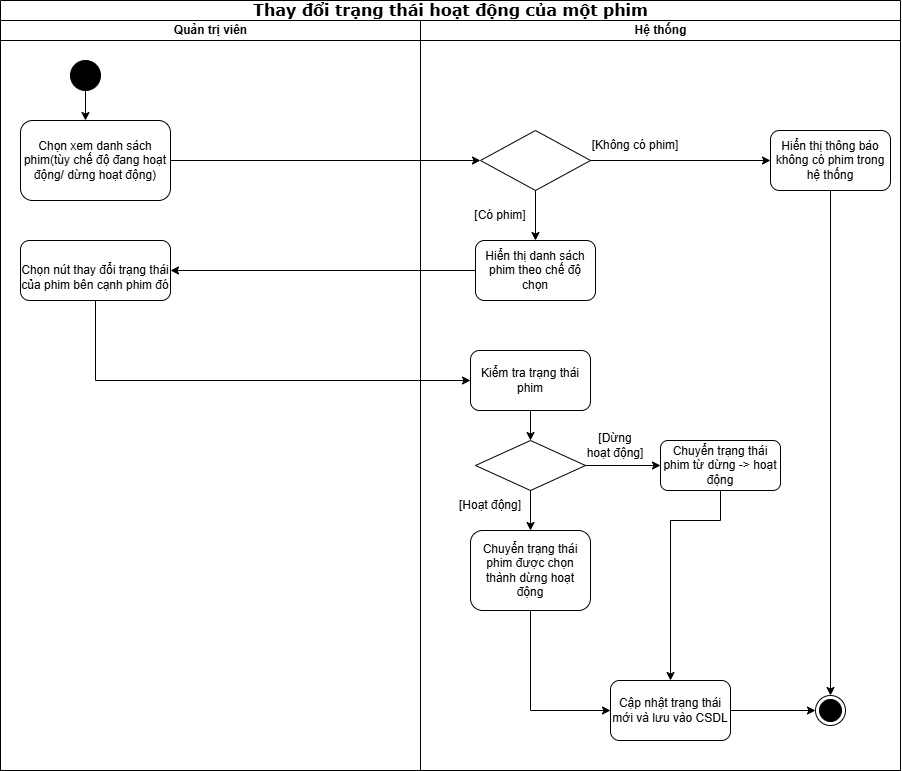 Thay đổi trạng thái hoạt động của một phim
Quản trị viên
Hệ thống
Chọn xem danh sách
phim(tùy chế độ đang hoạt
động/ dừng hoạt động)
[Không có phim]
Hiển thị thông báo
không có phim trong
hệ thống
[Có phim]
Hiển thị danh sách
phim theo chế độ
chọn
Chọn nút thay đổi trạng thái
của phim bên cạnh phim đó
Kiểm tra trạng thái
phim
[Dừng
hoạt động]
Chuyển trạng thái
phim từ dừng -> hoạt
động
[Hoạt động]
Chuyển trạng thái
phim được chọn
thành dừng hoạt
động
Cập nhật trạng thái
mới và lưu vào CSDL